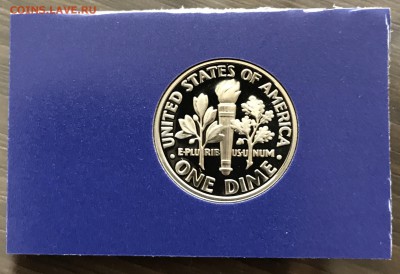 COINS.LAVE.RU
UNITED STATES OF AMERICA
E·PLURIBUS·UNUM
· ONE DIME ·